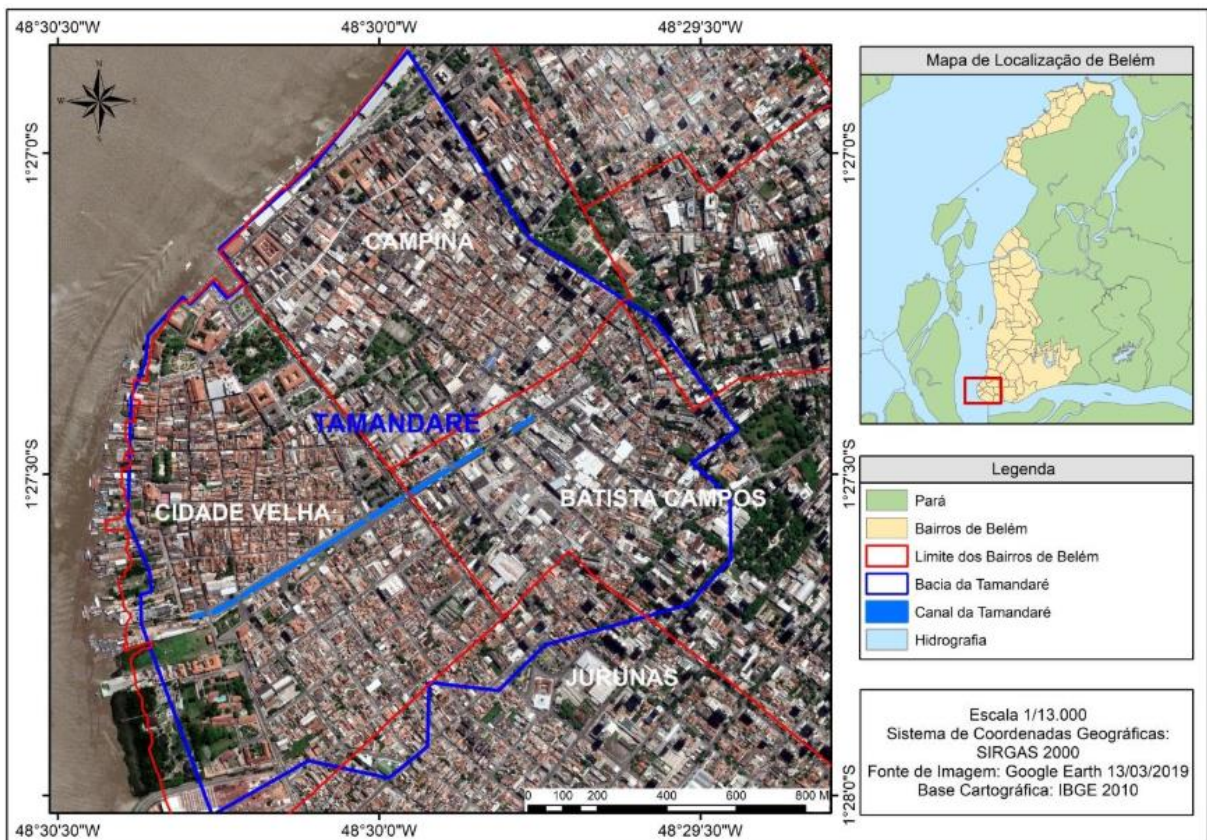 48°30'30"W 48°30'0"W 48°29'30"W
N
W E
S
1°27'0"S 1°27'0"S
CAMPINA
TAMANDARÉ
1°27'30"S 1°27'30"S
CIDADE VELHA
BATISTA CAMPOS
JURUNAS
0 100 200 400 600 800 M
1°28'0"S 1°28'0"S
48°30'30"W 48°30'0"W 48°29'30"W
Mapa de Localização de Belém
Legenda
Pará
Bairros de Belém
Limite dos Bairros de Belém
Bacia da Tamandaré
Canal da Tamandaré
Hidrografia
Escala 1/13.000
Sistema de Coordenadas Geográficas:
SIRGAS 2000
Fonte de Imagem: Google Earth 13/03/2019
Base Cartográfica: IBGE 2010